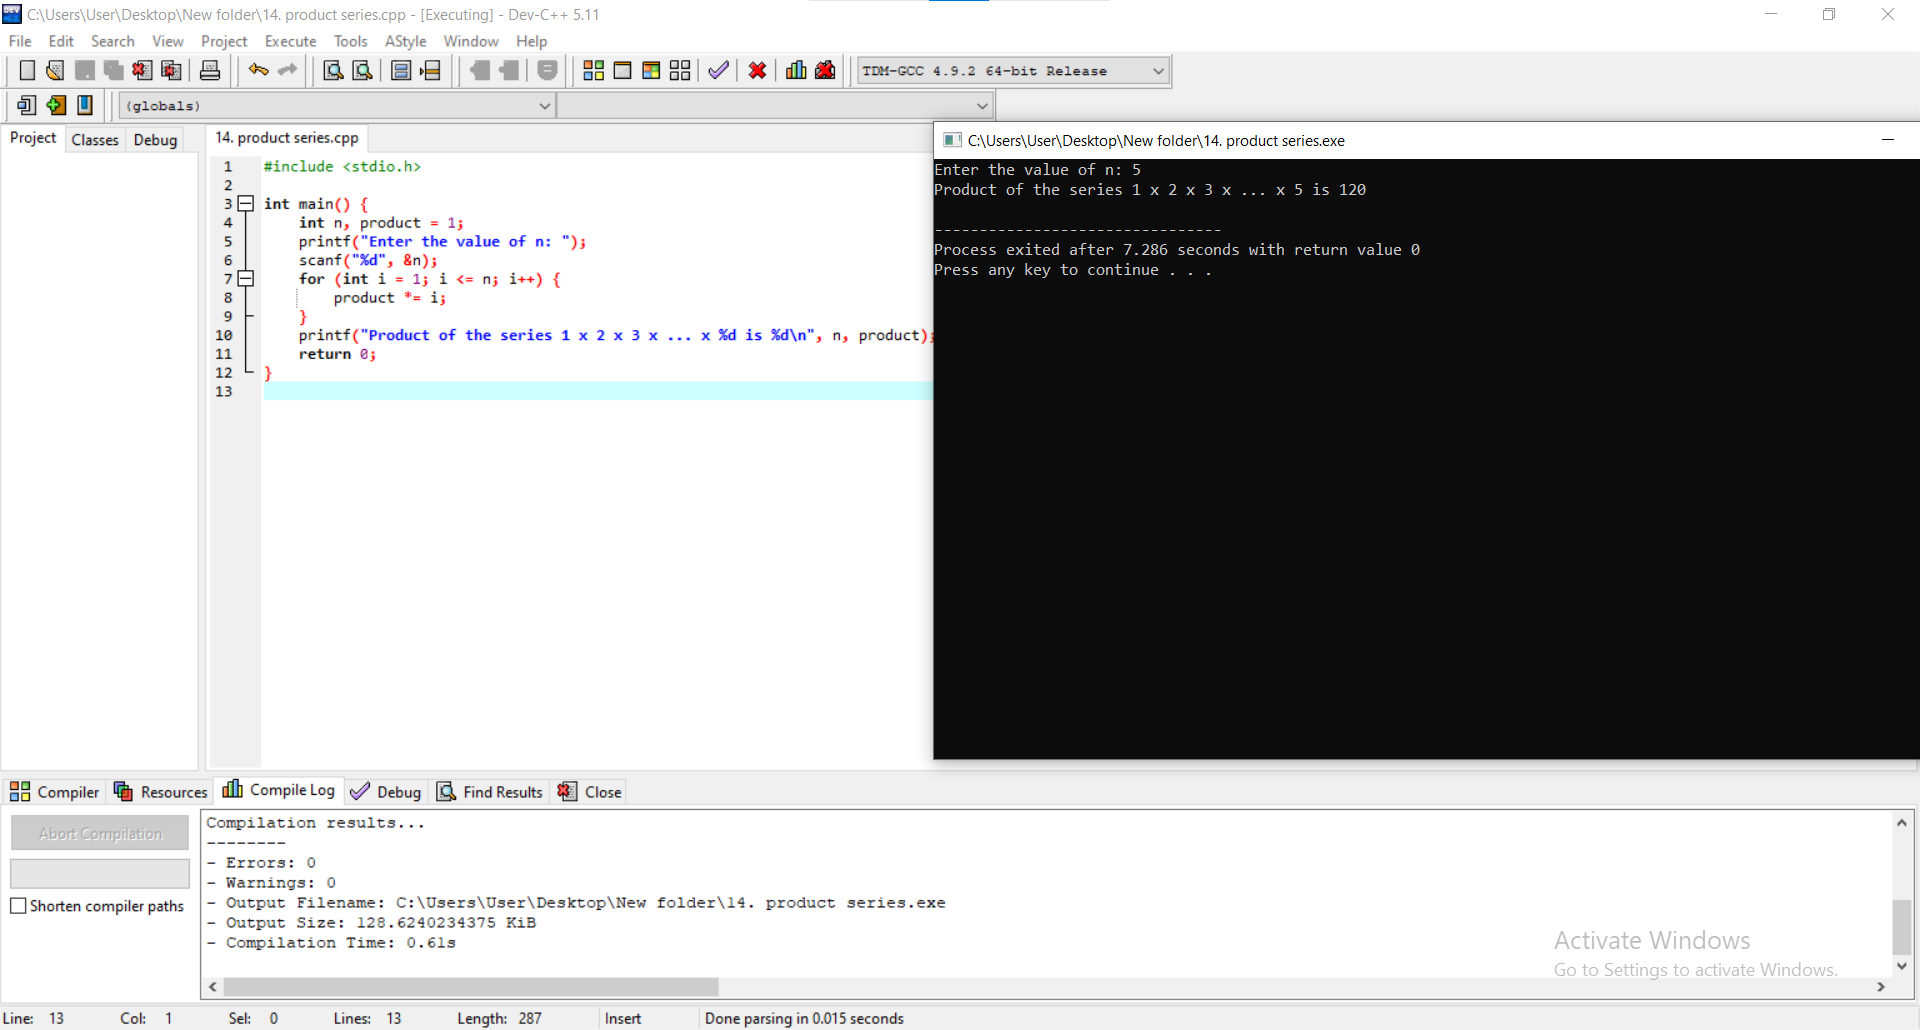 C:\Users\User\Desktop\New folder\14. product series.cpp - [Executing] - Dev-C++ 5.11
File Edit Search View Project Execute Tools AStyle Window Help
TDM-GCC 4.9.2 64-bit Release
(globals)
Project Classes Debug
14. product series.cpp
1 #include <stdio.h>
2
3 int main() {
4 int n, product = 1;
5 printf("Enter the value of n: ");
6 scanf("%d", &n);
7 for (int i = 1; i <= n; i++) {
8 product *= i;
9 }
10 printf("Product of the series 1 x 2 x 3 x ... x %d is %d\n", n, product);
11 return 0;
12 }
13
C:\Users\User\Desktop\New folder\14. product series.exe
Enter the value of n: 5
Product of the series 1 x 2 x 3 x ... x 5 is 120
--------------------------------
Process exited after 7.286 seconds with return value 0
Press any key to continue . . .
Compiler Resources Compile Log Debug Find Results Close
Abort Compilation
Shorten compiler paths
Compilation results...
--------
- Errors: 0
- Warnings: 0
- Output Filename: C:\Users\User\Desktop\New folder\14. product series.exe
- Output Size: 128.6240234375 KiB
- Compilation Time: 0.61s
Activate Windows
Go to Settings to activate Windows.
Line: 13 Col: 1 Sel: 0 Lines: 13 Length: 287 Insert Done parsing in 0.015 seconds